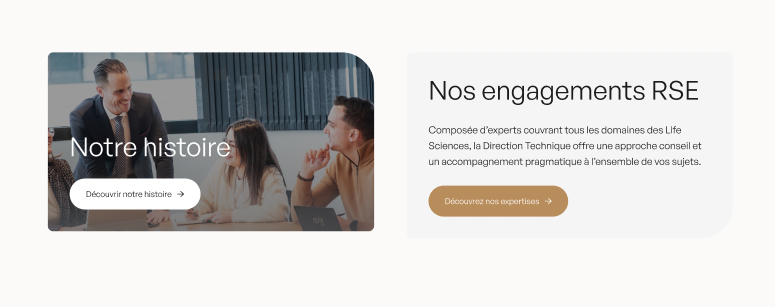 Notre histoire
Découvrir notre histoire →
Nos engagements RSE
Composée d'experts couvrant tous les domaines des Life
Sciences, la Direction Technique offre une approche conseil et
un accompagnement pragmatique à l'ensemble de vos sujets.
Découvrez nos expertises →